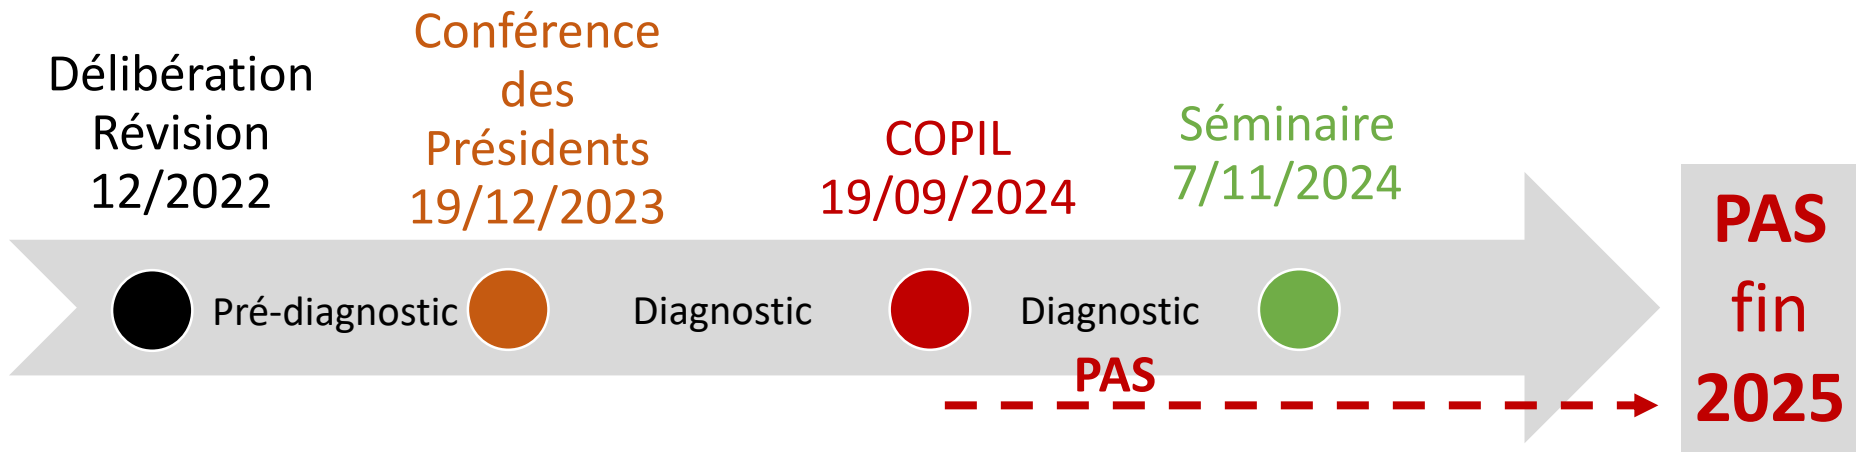 Délibération
Révision
12/2022
Conférence
des
Présidents
19/12/2023
COPIL
19/09/2024
Séminaire
7/11/2024
Pré-diagnostic
Diagnostic
Diagnostic
PAS
PAS
fin
2025